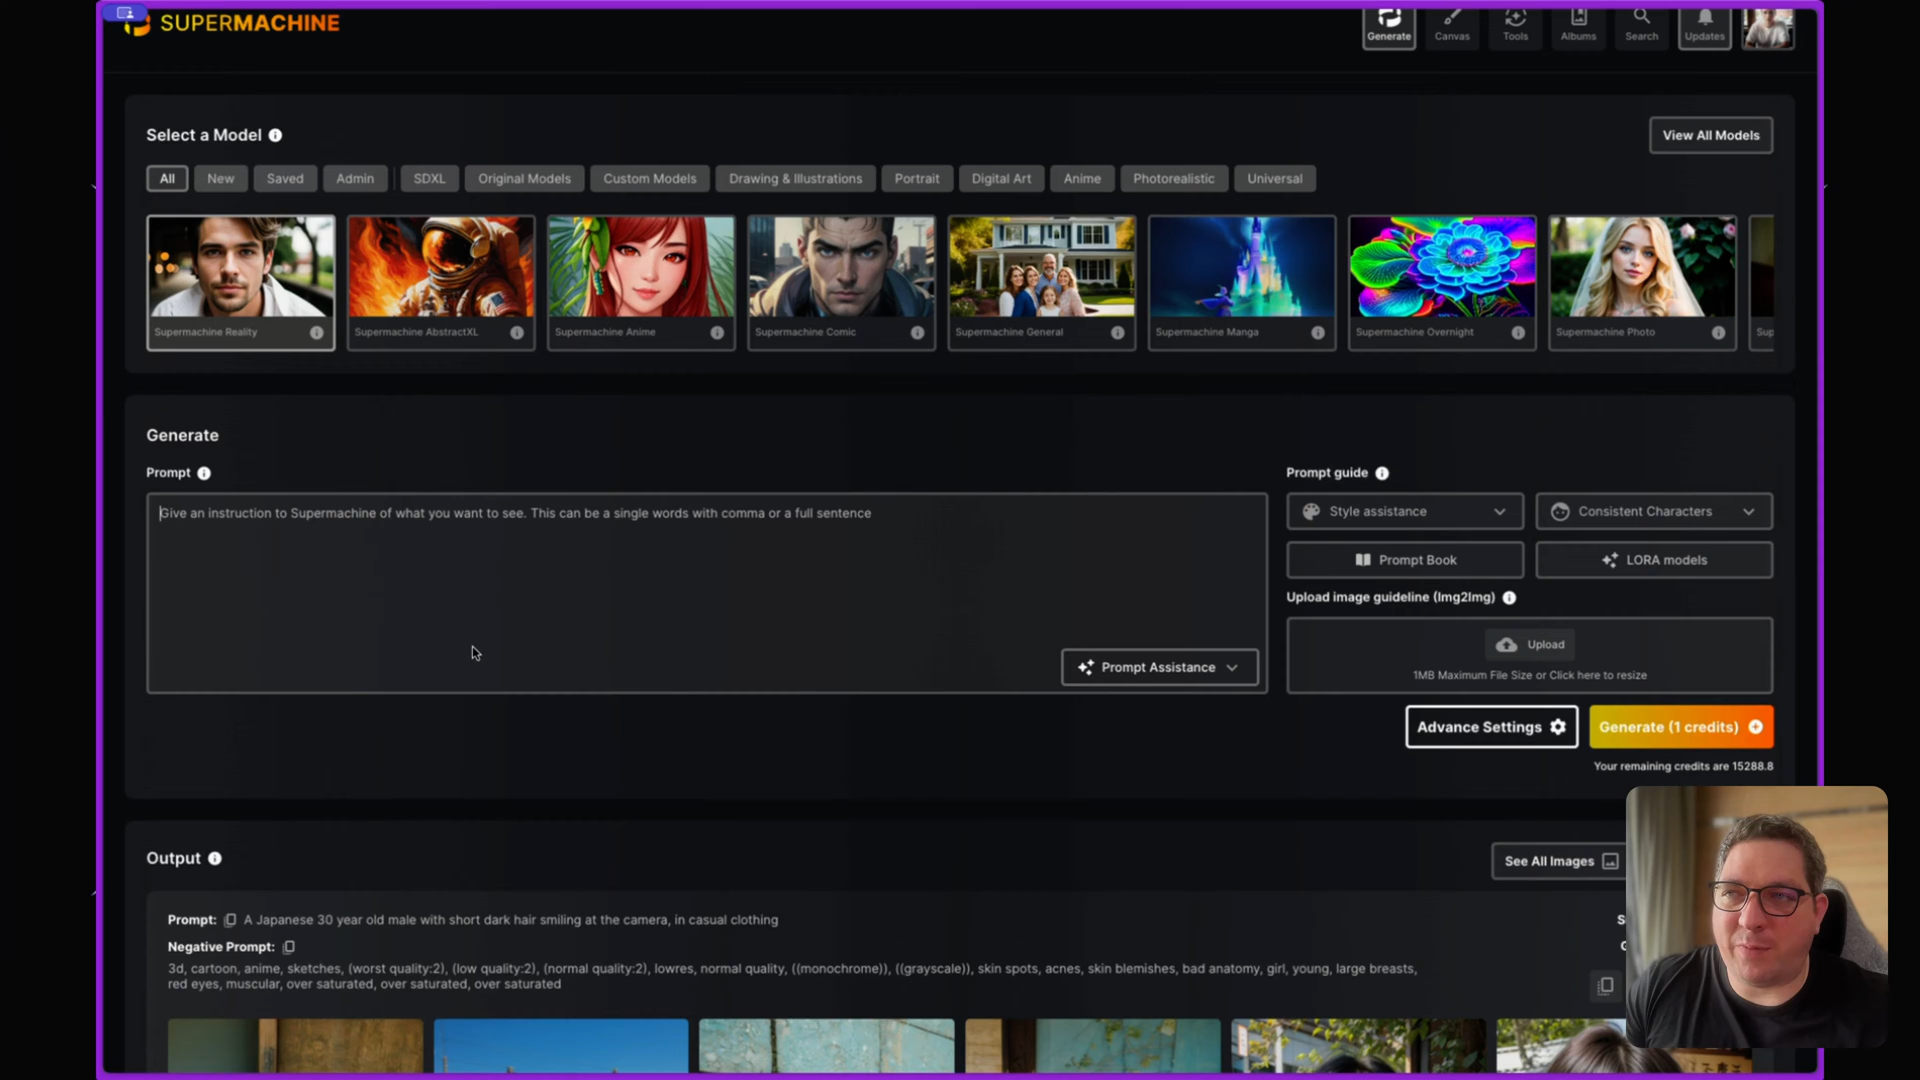 SUPERMACHINE
Generate
Canvas
Tools
Albums
Search
Updates
Select a Model
View All Models
All
New
Saved
Admin
SDXL
Original Models
Custom Models
Drawing & Illustrations
Portrait
Digital Art
Anime
Photorealistic
Universal
Supermachine Reality
Supermachine AbstractXL
Supermachine Anime
Supermachine Comic
Supermachine General
Supermachine Manga
Supermachine Overnight
Supermachine Photo
Sup
Generate
Prompt
Prompt guide
Give an instruction to Supermachine of what you want to see. This can be a single words with comma or a full sentence
Style assistance
Consistent Characters
Prompt Book
LORA models
Upload image guideline (Img2Img)
Upload
1MB Maximum File Size or Click here to resize
Prompt Assistance
Advance Settings
Generate (1 credits)
Your remaining credits are 15288.8
Output
See All Images
Prompt: A Japanese 30 year old male with short dark hair smiling at the camera, in casual clothing
Negative Prompt:
3d, cartoon, anime, sketches, (worst quality:2), (low quality:2), (normal quality:2), lowres, normal quality, ((monochrome)), ((grayscale)), skin spots, acnes, skin blemishes, bad anatomy, girl, young, large breasts,
red eyes, muscular, over saturated, over saturated, over saturated